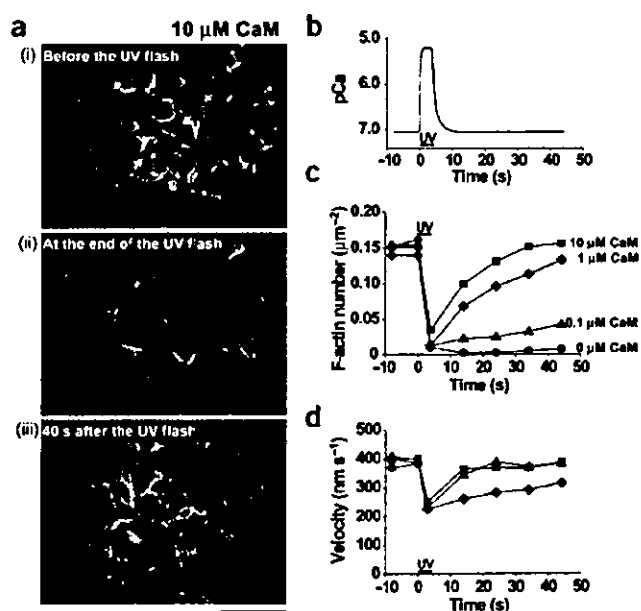 a
10 μM CaM
(i) Before the UV flash
(ii) At the end of the UV flash
(iii) 40 s after the UV flash
b
pCa
5.0
6.0
7.0
UV
-10 0 10 20 30 40 50
Time (s)
c
F-actin number (μm⁻²)
0.20
0.15
0.10
0.05
0
UV
10 μM CaM
1 μM CaM
0.1 μM CaM
0 μM CaM
-10 0 10 20 30 40 50
Time (s)
d
Velocity (nm s⁻¹)
500
400
300
200
100
0
UV
-10 0 10 20 30 40 50
Time (s)